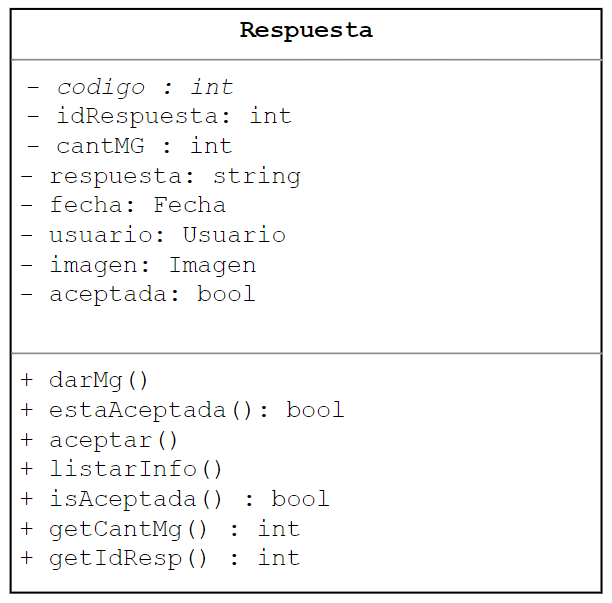 Respuesta
- codigo : int
- idRespuesta: int
- cantMG : int
- respuesta: string
- fecha: Fecha
- usuario: Usuario
- imagen: Imagen
- aceptada: bool
+ darMg()
+ estaAceptada(): bool
+ aceptar()
+ listarInfo()
+ isAceptada() : bool
+ getCantMg() : int
+ getIdResp() : int